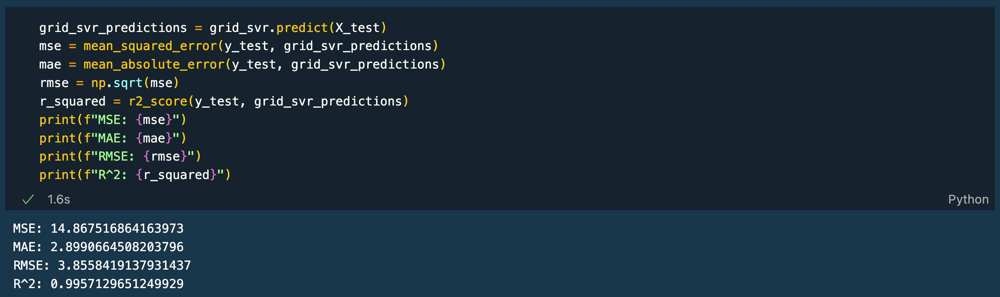 grid_svr_predictions = grid_svr.predict(X_test)
mse = mean_squared_error(y_test, grid_svr_predictions)
mae = mean_absolute_error(y_test, grid_svr_predictions)
rmse = np.sqrt(mse)
r_squared = r2_score(y_test, grid_svr_predictions)
print(f"MSE: {mse}")
print(f"MAE: {mae}")
print(f"RMSE: {rmse}")
print(f"R^2: {r_squared}")
✓ 1.6s Python
MSE: 14.867516864163973
MAE: 2.8990664508203796
RMSE: 3.8558419137931437
R^2: 0.9957129651249929